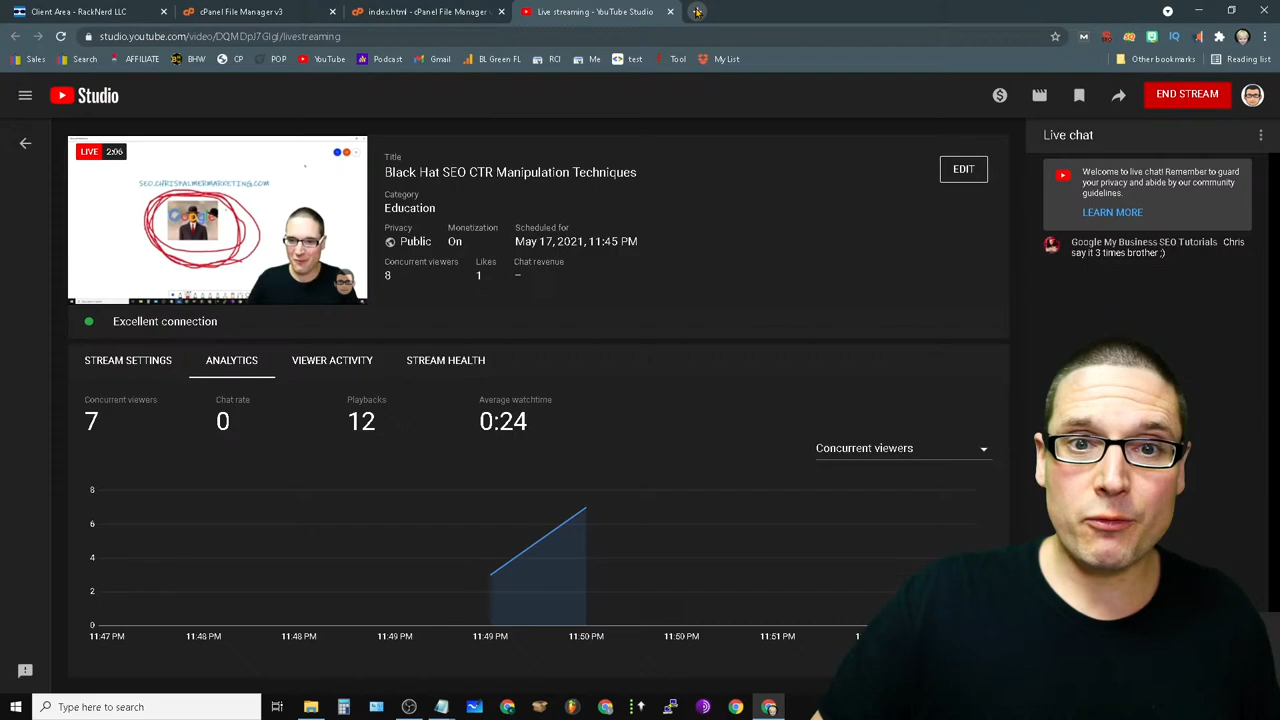 Client Area - RackNerd LLC
cPanel File Manager v3
index.html - cPanel File Manager
Live streaming - YouTube Studio
studio.youtube.com/video/DQMDpJ7GIgI/livestreaming
Sales
Search
AFFILIATE
BHW
CP
POP
YouTube
Podcast
Gmail
BL Green FL
RCI
Me
test
Tool
My List
Other bookmarks
Reading list
Studio
END STREAM
LIVE 2:06
SEO.CHRISPALMERMARKETING.COM
Google
Title
Black Hat SEO CTR Manipulation Techniques
Category
Education
Privacy
Public
Monetization
On
Scheduled for
May 17, 2021, 11:45 PM
Concurrent viewers
8
Likes
1
Chat revenue
–
EDIT
Excellent connection
STREAM SETTINGS
ANALYTICS
VIEWER ACTIVITY
STREAM HEALTH
Concurrent viewers
7
Chat rate
0
Playbacks
12
Average watchtime
0:24
Concurrent viewers
8
6
4
2
0
11:47 PM
11:48 PM
11:48 PM
11:49 PM
11:49 PM
11:50 PM
11:50 PM
11:51 PM
Live chat
Welcome to live chat! Remember to guard
your privacy and abide by our community
guidelines.
LEARN MORE
Google My Business SEO Tutorials Chris
say it 3 times brother ;)
Type here to search